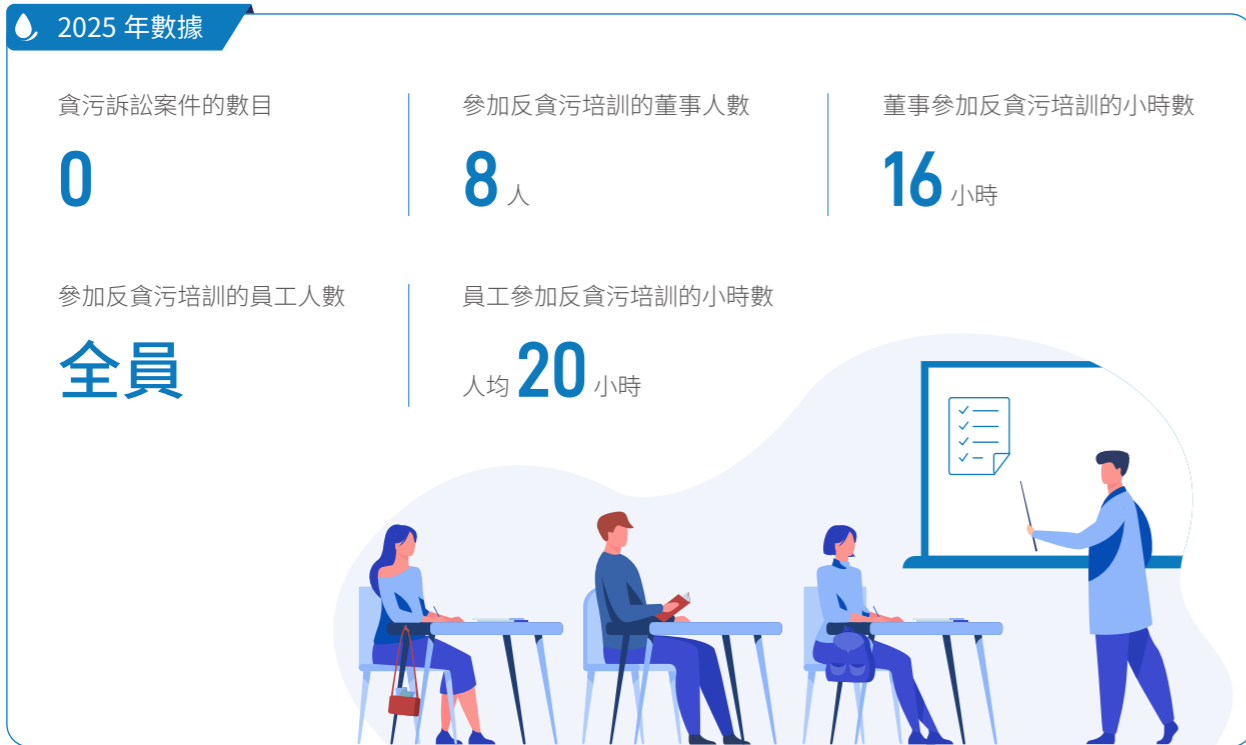 2025 年數據
貪污訴訟案件的數目
0
參加反貪污培訓的董事人數
8 人
董事參加反貪污培訓的小時數
16 小時
參加反貪污培訓的員工人數
全員
員工參加反貪污培訓的小時數
人均 20 小時